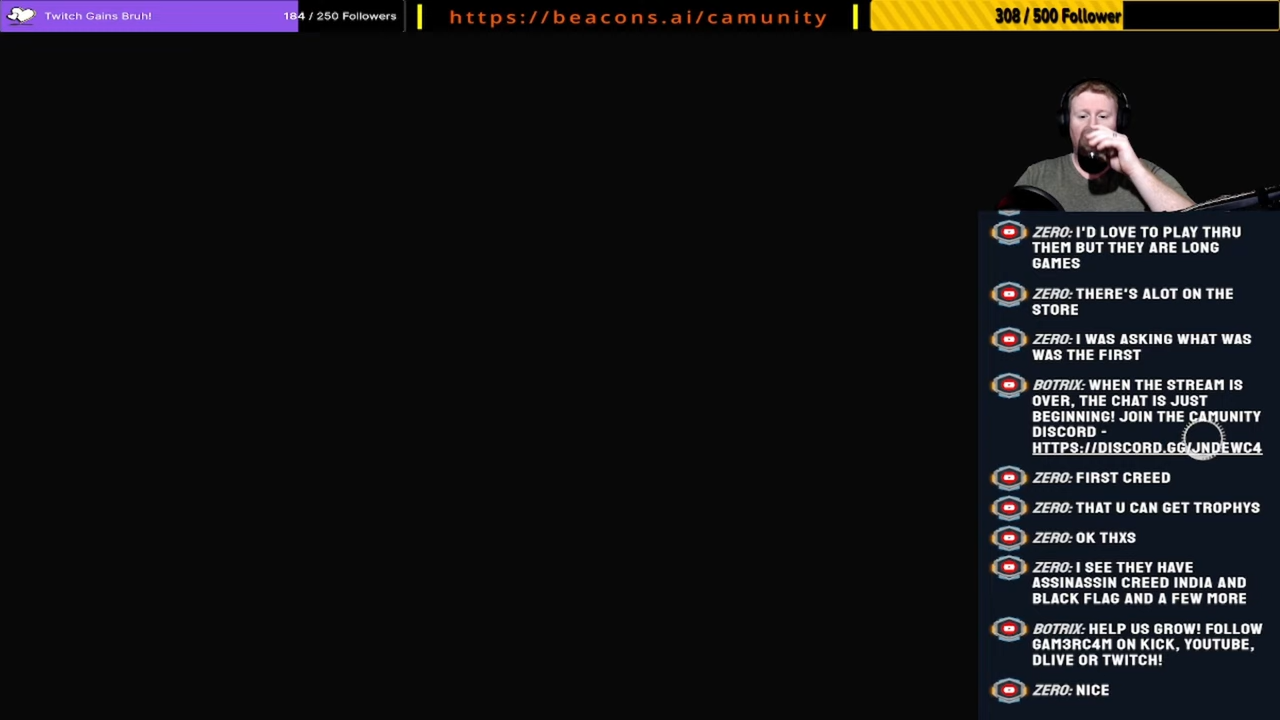 Twitch Gains Bruh!
184 / 250 Followers
https://beacons.ai/camunity
308 / 500 Follower
ZERO: I'D LOVE TO PLAY THRU
THEM BUT THEY ARE LONG
GAMES
ZERO: THERE'S ALOT ON THE
STORE
ZERO: I WAS ASKING WHAT WAS
WAS THE FIRST
BOTRIX: WHEN THE STREAM IS
OVER, THE CHAT IS JUST
BEGINNING! JOIN THE CAMUNITY
DISCORD -
HTTPS://DISCORD.GG/JNDEWC4
ZERO: FIRST CREED
ZERO: THAT U CAN GET TROPHYS
ZERO: OK THXS
ZERO: I SEE THEY HAVE
ASSINASSIN CREED INDIA AND
BLACK FLAG AND A FEW MORE
BOTRIX: HELP US GROW! FOLLOW
GAM3RC4M ON KICK, YOUTUBE,
DLIVE OR TWITCH!
ZERO: NICE